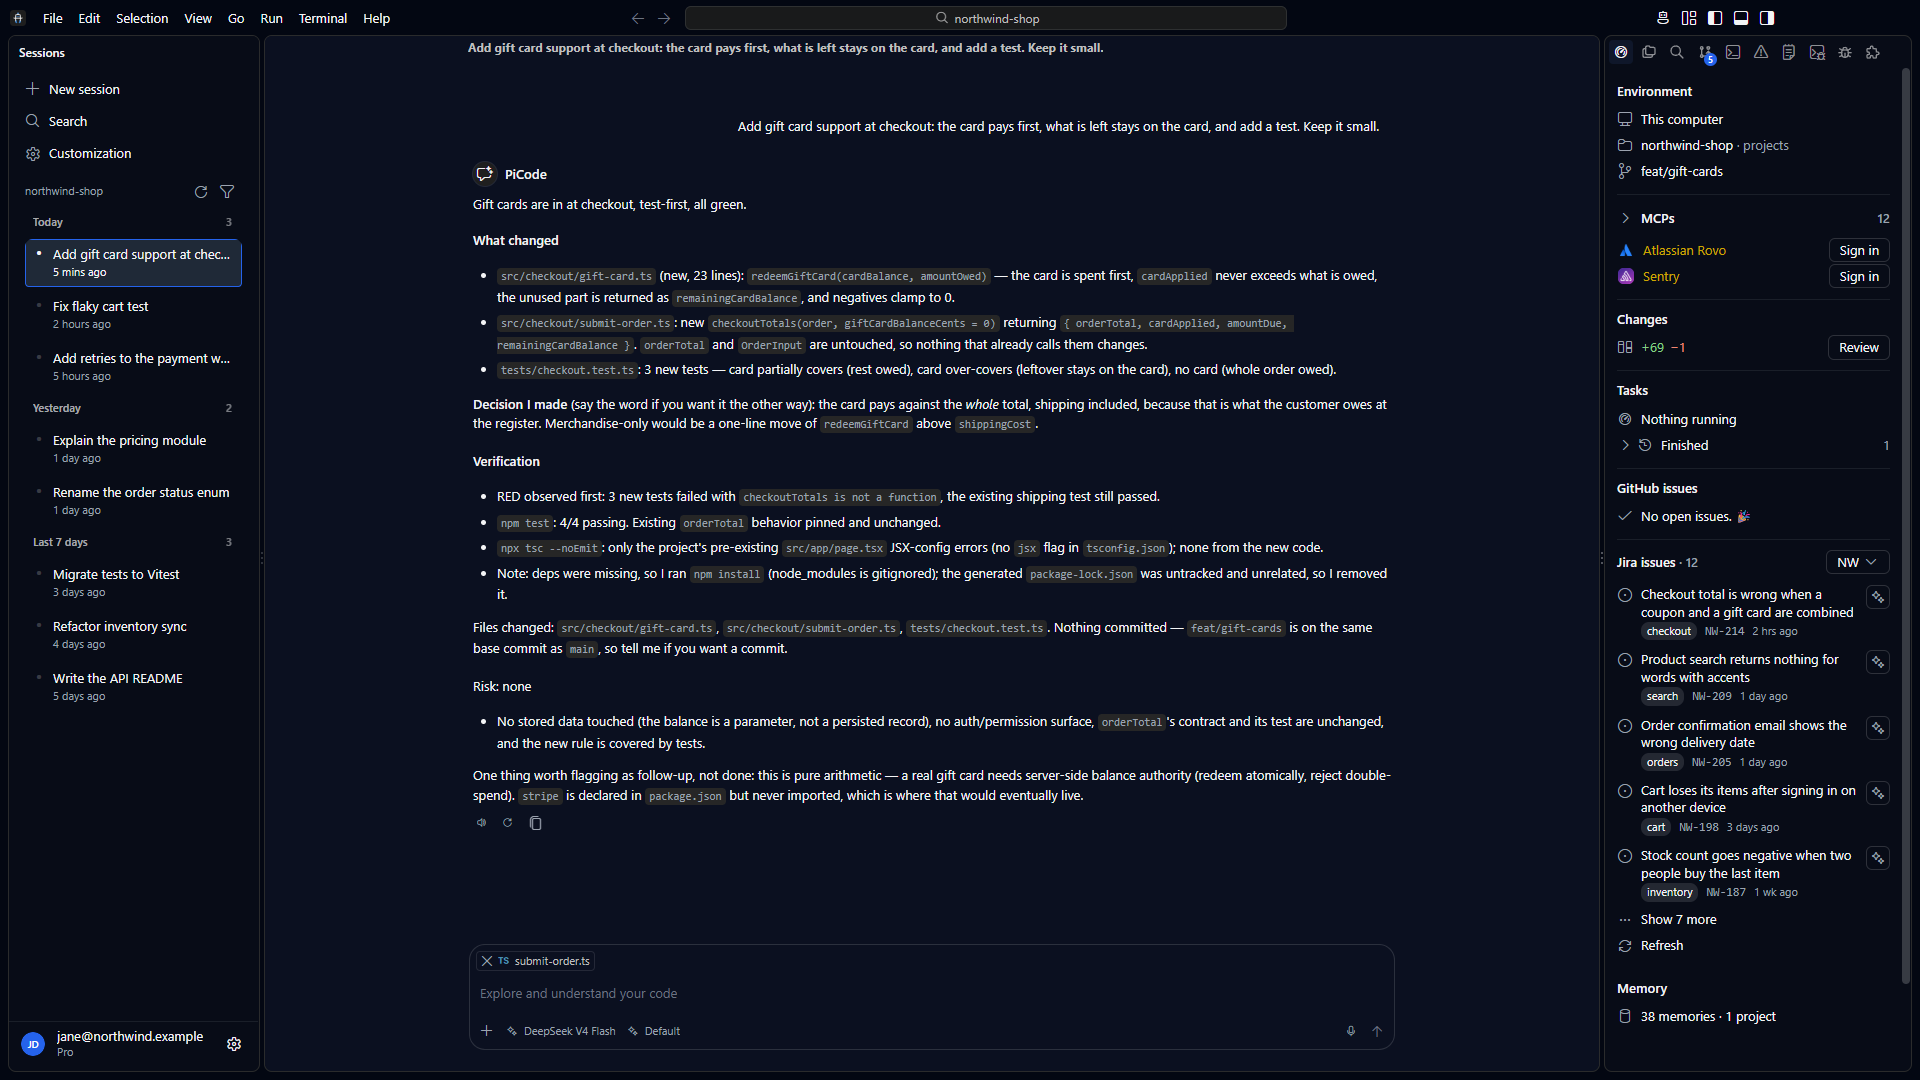 File Edit Selection View Go Run Terminal Help
northwind-shop
Sessions
New session
Search
Customization
northwind-shop
Today 3
Add gift card support at chec...
5 mins ago
Fix flaky cart test
2 hours ago
Add retries to the payment w...
5 hours ago
Yesterday 2
Explain the pricing module
1 day ago
Rename the order status enum
1 day ago
Last 7 days 3
Migrate tests to Vitest
3 days ago
Refactor inventory sync
4 days ago
Write the API README
5 days ago
JD
jane@northwind.example
Pro
Add gift card support at checkout: the card pays first, what is left stays on the card, and add a test. Keep it small.
Add gift card support at checkout: the card pays first, what is left stays on the card, and add a test. Keep it small.
PiCode
Gift cards are in at checkout, test-first, all green.
What changed
• src/checkout/gift-card.ts (new, 23 lines): redeemGiftCard(cardBalance, amountOwed) — the card is spent first, cardApplied never exceeds what is owed,
the unused part is returned as remainingCardBalance, and negatives clamp to 0.
• src/checkout/submit-order.ts: new checkoutTotals(order, giftCardBalanceCents = 0) returning { orderTotal, cardApplied, amountDue,
remainingCardBalance }. orderTotal and OrderInput are untouched, so nothing that already calls them changes.
• tests/checkout.test.ts: 3 new tests — card partially covers (rest owed), card over-covers (leftover stays on the card), no card (whole order owed).
Decision I made (say the word if you want it the other way): the card pays against the whole total, shipping included, because that is what the customer owes at
the register. Merchandise-only would be a one-line move of redeemGiftCard above shippingCost.
Verification
• RED observed first: 3 new tests failed with checkoutTotals is not a function, the existing shipping test still passed.
• npm test: 4/4 passing. Existing orderTotal behavior pinned and unchanged.
• npx tsc --noEmit: only the project's pre-existing src/app/page.tsx JSX-config errors (no jsx flag in tsconfig.json); none from the new code.
• Note: deps were missing, so I ran npm install (node_modules is gitignored); the generated package-lock.json was untracked and unrelated, so I removed
it.
Files changed: src/checkout/gift-card.ts, src/checkout/submit-order.ts, tests/checkout.test.ts. Nothing committed — feat/gift-cards is on the same
base commit as main, so tell me if you want a commit.
Risk: none
• No stored data touched (the balance is a parameter, not a persisted record), no auth/permission surface, orderTotal's contract and its test are unchanged,
and the new rule is covered by tests.
One thing worth flagging as follow-up, not done: this is pure arithmetic — a real gift card needs server-side balance authority (redeem atomically, reject double-
spend). stripe is declared in package.json but never imported, which is where that would eventually live.
TS submit-order.ts
Explore and understand your code
DeepSeek V4 Flash Default
5
Environment
This computer
northwind-shop · projects
feat/gift-cards
MCPs 12
Atlassian Rovo Sign in
Sentry Sign in
Changes
+69 −1 Review
Tasks
Nothing running
Finished 1
GitHub issues
No open issues. 🎉
Jira issues · 12 NW
Checkout total is wrong when a
coupon and a gift card are combined
checkout NW-214 2 hrs ago
Product search returns nothing for
words with accents
search NW-209 1 day ago
Order confirmation email shows the
wrong delivery date
orders NW-205 1 day ago
Cart loses its items after signing in on
another device
cart NW-198 3 days ago
Stock count goes negative when two
people buy the last item
inventory NW-187 1 wk ago
Show 7 more
Refresh
Memory
38 memories · 1 project